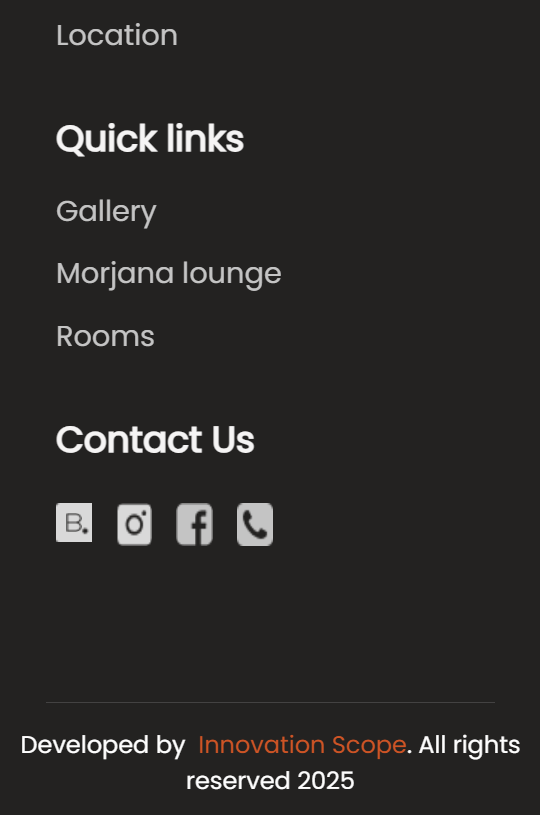 Location
Quick links
Gallery
Morjana lounge
Rooms
Contact Us
B.
Developed by Innovation Scope. All rights
reserved 2025